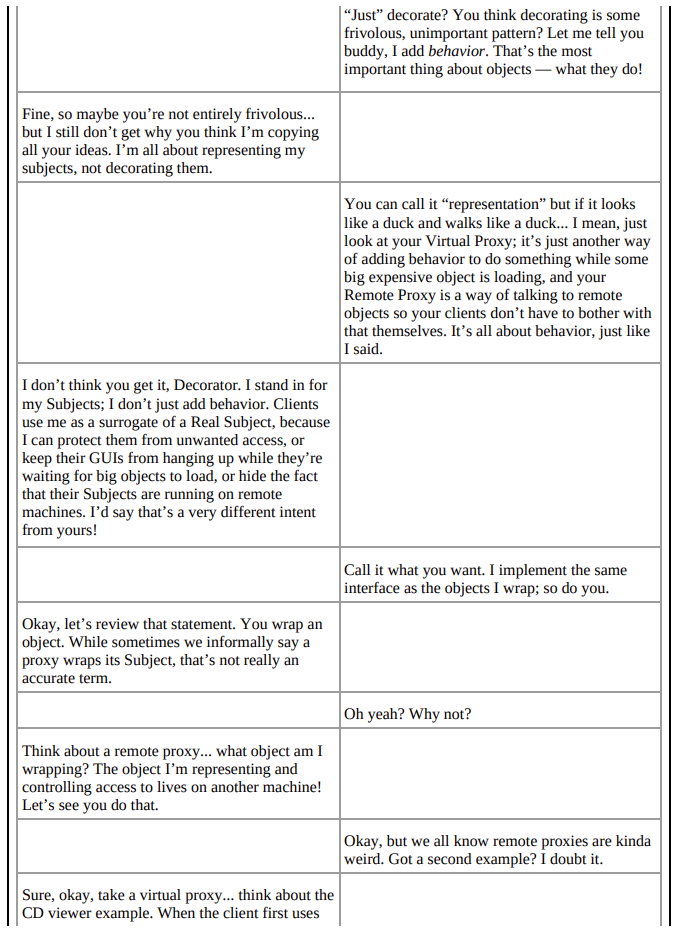 “Just” decorate? You think decorating is some
frivolous, unimportant pattern? Let me tell you
buddy, I add behavior. That’s the most
important thing about objects — what they do!
Fine, so maybe you’re not entirely frivolous...
but I still don’t get why you think I’m copying
all your ideas. I’m all about representing my
subjects, not decorating them.
You can call it “representation” but if it looks
like a duck and walks like a duck... I mean, just
look at your Virtual Proxy; it’s just another way
of adding behavior to do something while some
big expensive object is loading, and your
Remote Proxy is a way of talking to remote
objects so your clients don’t have to bother with
that themselves. It’s all about behavior, just like
I said.
I don’t think you get it, Decorator. I stand in for
my Subjects; I don’t just add behavior. Clients
use me as a surrogate of a Real Subject, because
I can protect them from unwanted access, or
keep their GUIs from hanging up while they’re
waiting for big objects to load, or hide the fact
that their Subjects are running on remote
machines. I’d say that’s a very different intent
from yours!
Call it what you want. I implement the same
interface as the objects I wrap; so do you.
Okay, let’s review that statement. You wrap an
object. While sometimes we informally say a
proxy wraps its Subject, that’s not really an
accurate term.
Oh yeah? Why not?
Think about a remote proxy... what object am I
wrapping? The object I’m representing and
controlling access to lives on another machine!
Let’s see you do that.
Okay, but we all know remote proxies are kinda
weird. Got a second example? I doubt it.
Sure, okay, take a virtual proxy... think about the
CD viewer example. When the client first uses